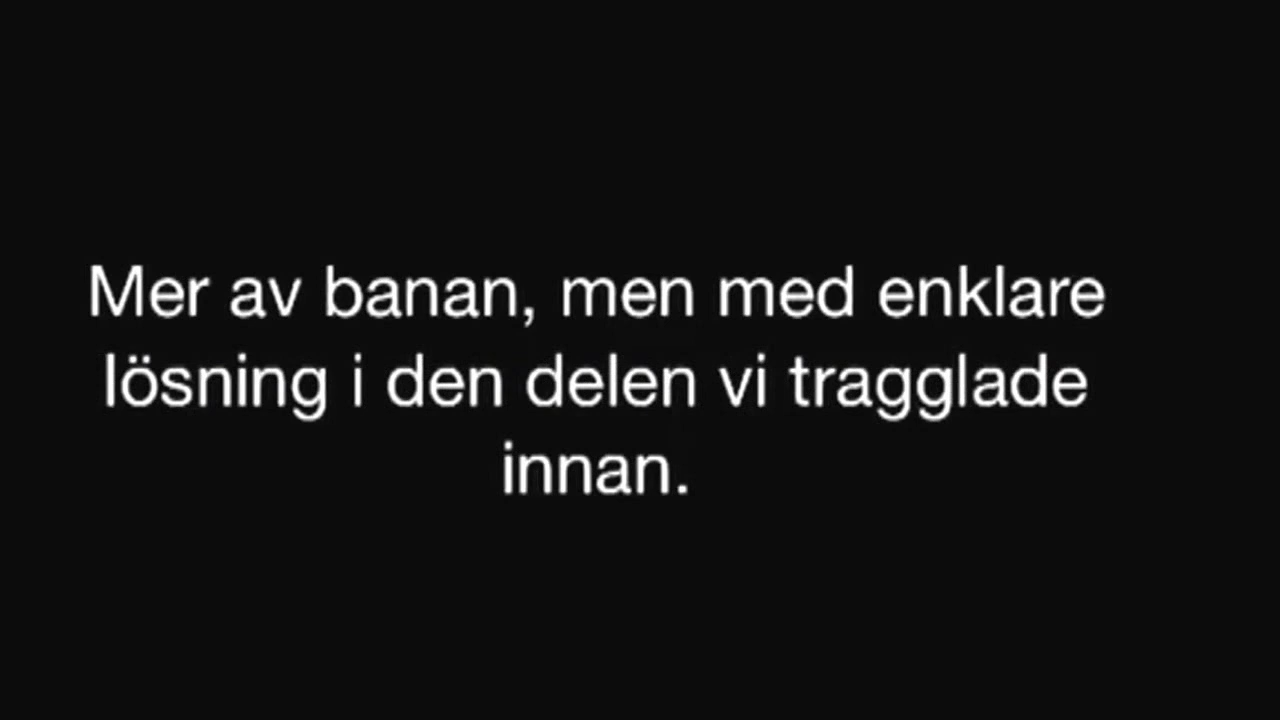 Mer av banan, men med enklare
lösning i den delen vi tragglade
innan.